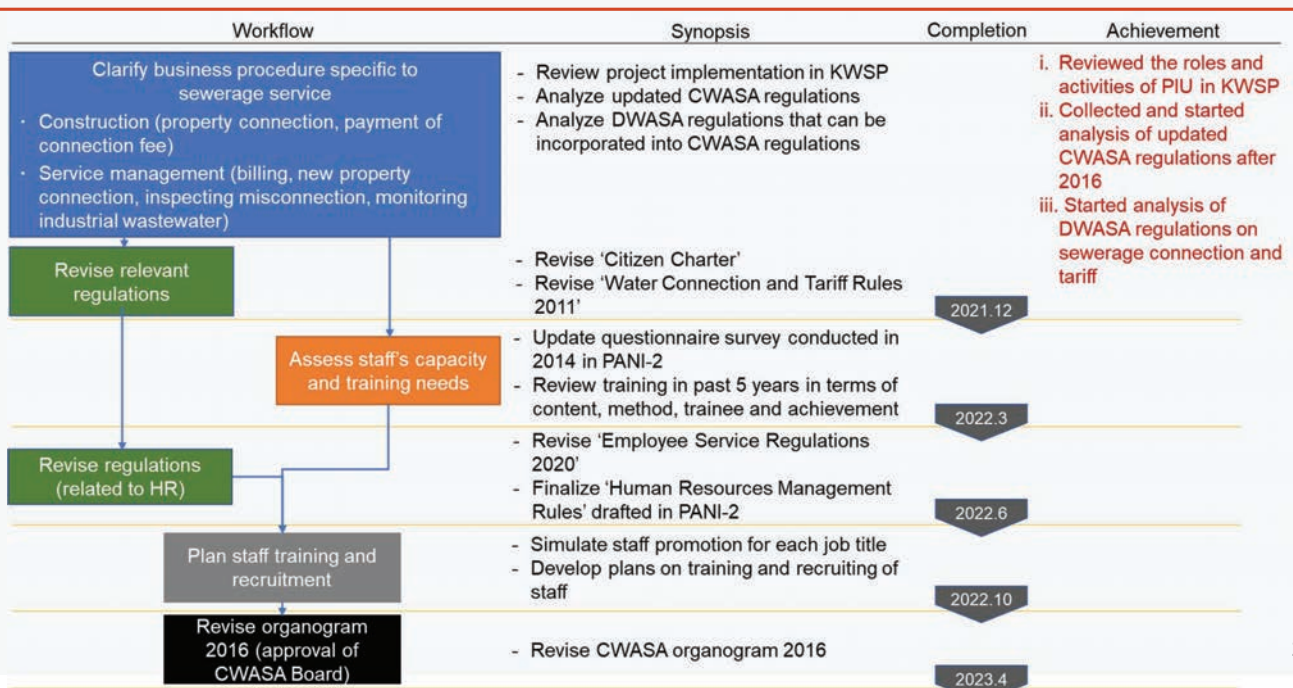 Workflow
Synopsis
Completion
Achievement
Clarify business procedure specific to
sewerage service
· Construction (property connection, payment of
connection fee)
· Service management (billing, new property
connection, inspecting misconnection, monitoring
industrial wastewater)
- Review project implementation in KWSP
- Analyze updated CWASA regulations
- Analyze DWASA regulations that can be
incorporated into CWASA regulations
i. Reviewed the roles and
activities of PIU in KWSP
ii. Collected and started
analysis of updated
CWASA regulations after
2016
iii. Started analysis of
DWASA regulations on
sewerage connection and
tariff
Revise relevant
regulations
- Revise ‘Citizen Charter’
- Revise ‘Water Connection and Tariff Rules
2011’
2021.12
Assess staff’s capacity
and training needs
- Update questionnaire survey conducted in
2014 in PANI-2
- Review training in past 5 years in terms of
content, method, trainee and achievement
2022.3
Revise regulations
(related to HR)
- Revise ‘Employee Service Regulations
2020’
- Finalize ‘Human Resources Management
Rules’ drafted in PANI-2
2022.6
Plan staff training and
recruitment
- Simulate staff promotion for each job title
- Develop plans on training and recruiting of
staff
2022.10
Revise organogram
2016 (approval of
CWASA Board)
- Revise CWASA organogram 2016
2023.4